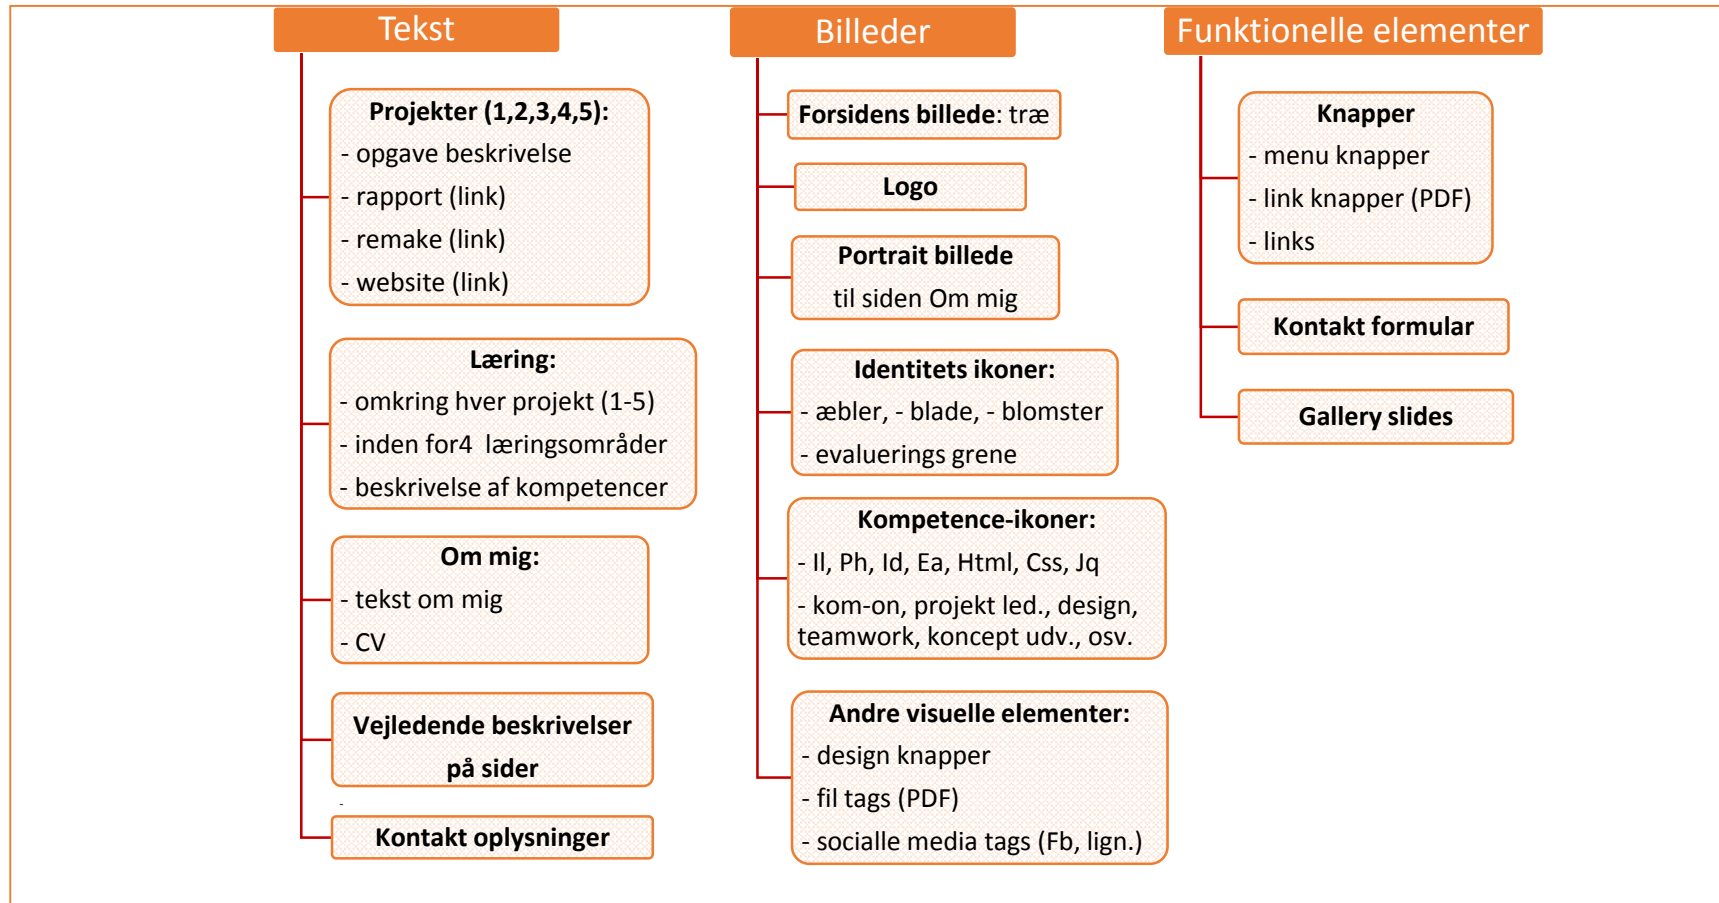 Tekst
Projekter (1,2,3,4,5):
- opgave beskrivelse
- rapport (link)
- remake (link)
- website (link)
Læring:
- omkring hver projekt (1-5)
- inden for4  læringsområder
- beskrivelse af kompetencer
Om mig:
- tekst om mig
- CV
Vejledende beskrivelser
på sider
-
Kontakt oplysninger
Billeder
Forsidens billede: træ
Logo
Portrait billede
til siden Om mig
Identitets ikoner:
- æbler, - blade, - blomster
- evaluerings grene
Kompetence-ikoner:
- Il, Ph, Id, Ea, Html, Css, Jq
- kom-on, projekt led., design,
teamwork, koncept udv., osv.
Andre visuelle elementer:
- design knapper
- fil tags (PDF)
- socialle media tags (Fb, lign.)
Funktionelle elementer
Knapper
- menu knapper
- link knapper (PDF)
- links
Kontakt formular
Gallery slides